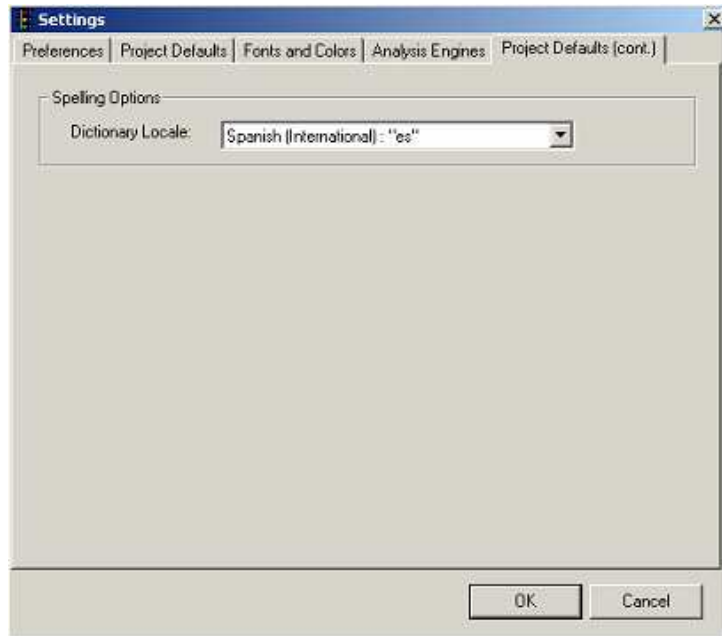 Settings
Preferences Project Defaults Fonts and Colors Analysis Engines Project Defaults (cont.)
Spelling Options
Dictionary Locale: Spanish (International) : "es"
OK Cancel